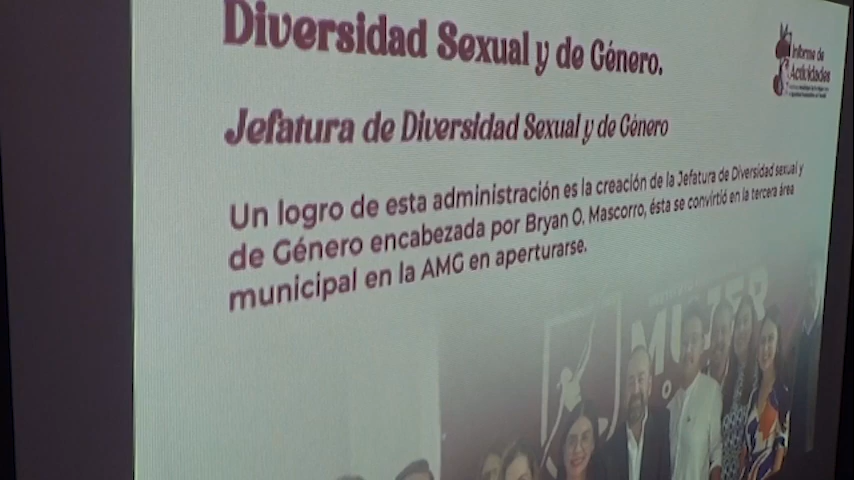 Diversidad Sexual y de Género.
Informe de
Actividades
Jefatura de Diversidad Sexual y de Género
Un logro de esta administración es la creación de la Jefatura de Diversidad sexual y
de Género encabezada por Bryan O. Mascorro, ésta se convirtió en la tercera área
municipal en la AMG en aperturarse.
MUJER